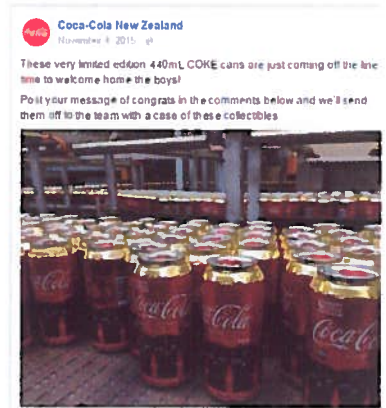 Coca-Cola New Zealand
November 4 2015
These very limited edition 440mL COKE cans are just coming off the line
time to welcome home the boys!
Post your message of congrats in the comments below and we'll send
them off to the team with a case of these collectibles
Coca-Cola
Coca-Cola
Coca-Co